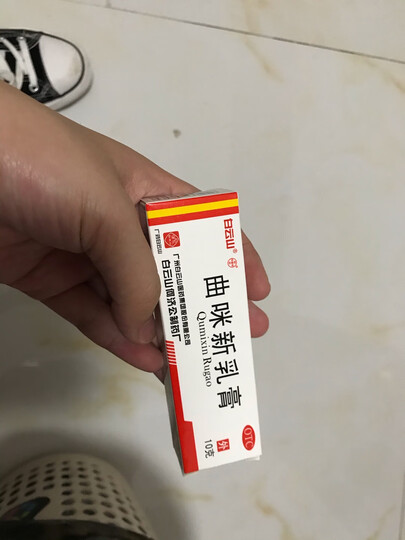 白云山®
曲咪新乳膏
Qumixin Rugao
OTC
外
10克
广州白云山医药集团股份有限公司
白云山何济公制药厂